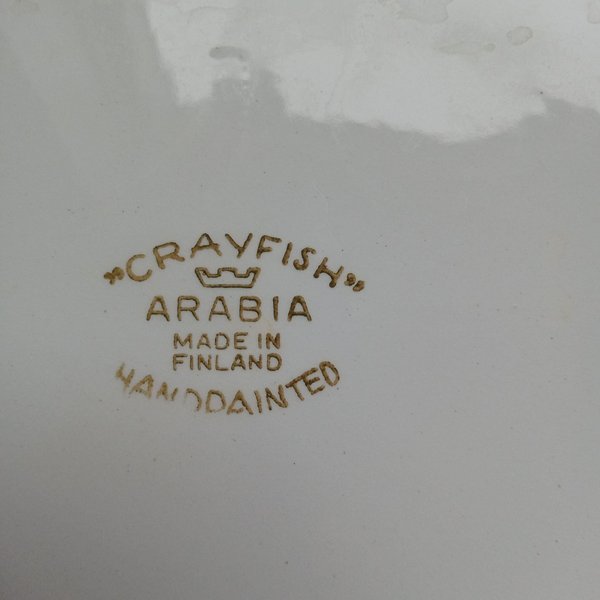 ”CRAYFISH”
ARABIA
MADE IN
FINLAND
HANDPAINTED